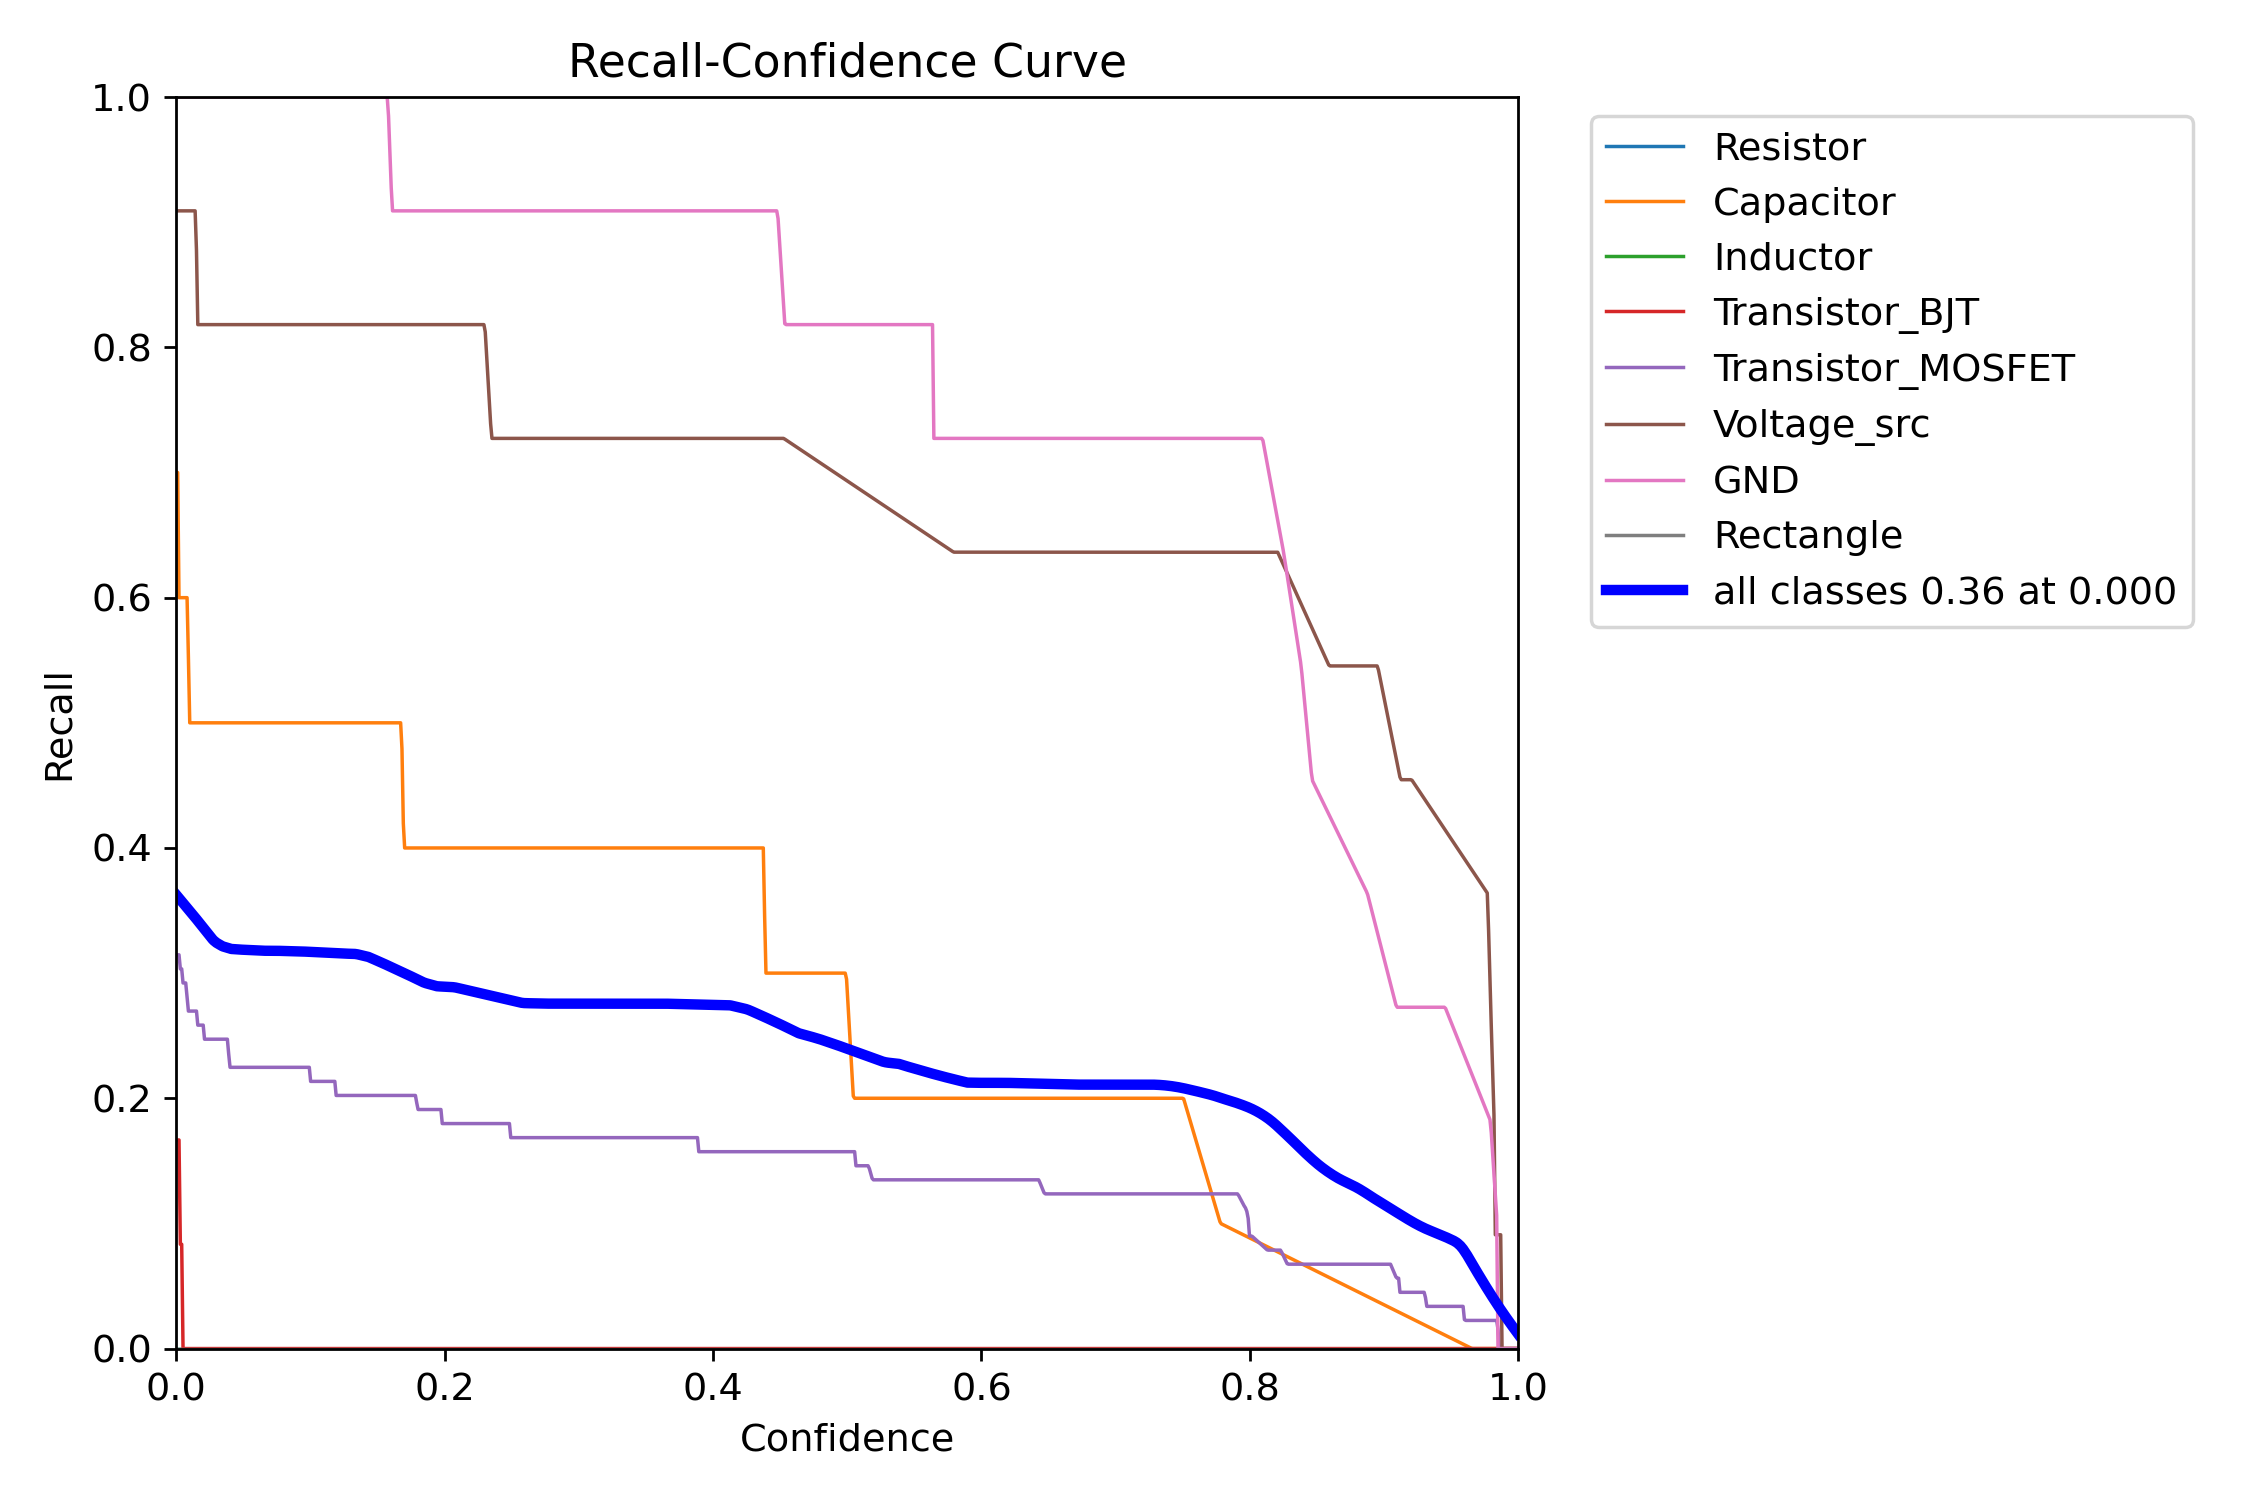 Recall-Confidence Curve
1.0
0.8
0.6
0.4
0.2
0.0
Recall
0.0 0.2 0.4 0.6 0.8 1.0
Confidence
Resistor
Capacitor
Inductor
Transistor_BJT
Transistor_MOSFET
Voltage_src
GND
Rectangle
all classes 0.36 at 0.000